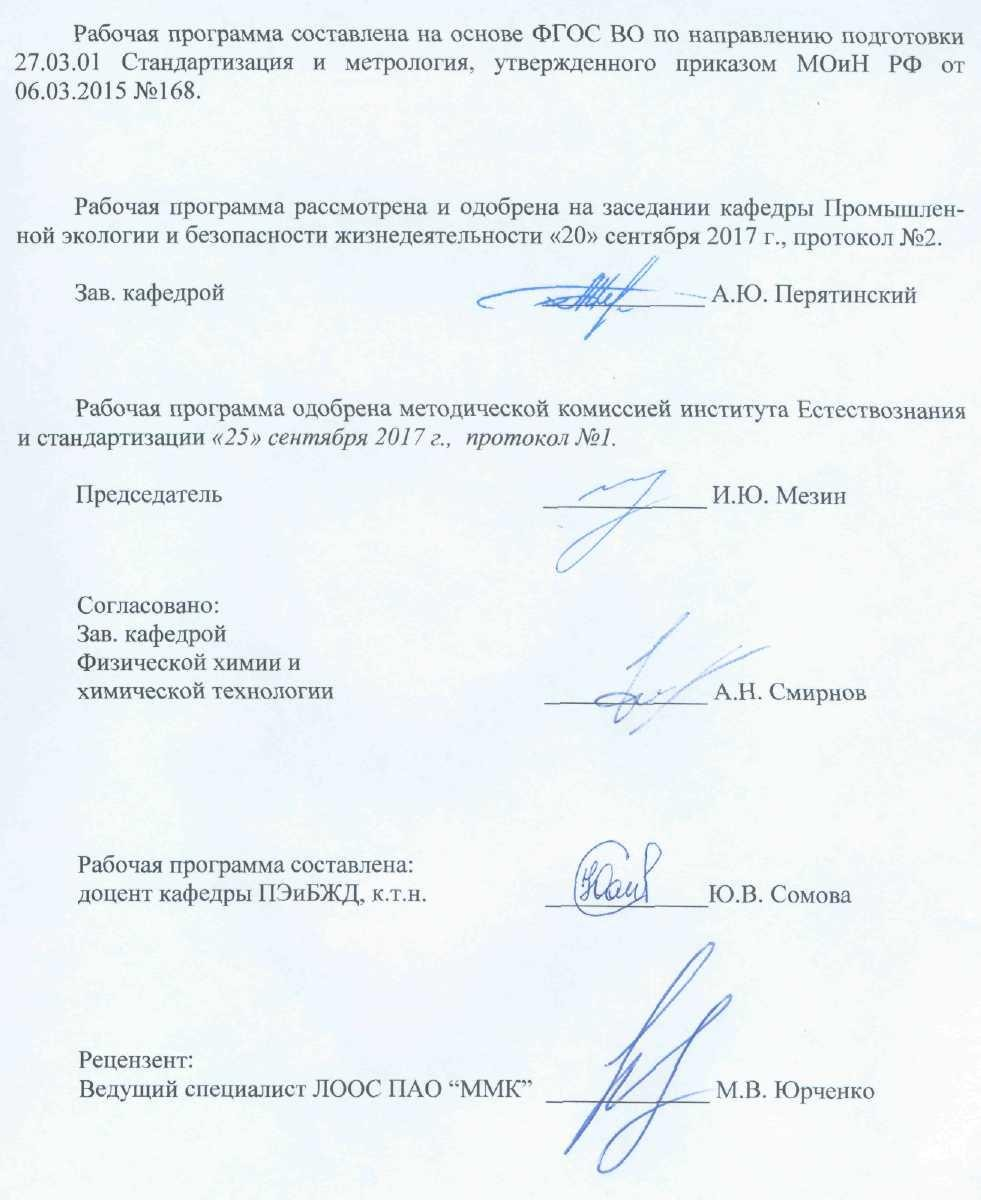 Рабочая программа составлена на основе ФГОС ВО по направлению подготовки
27.03.01 Стандартизация и метрология, утвержденного приказом МОиН РФ от
06.03.2015 №168.
Рабочая программа рассмотрена и одобрена на заседании кафедры Промышлен-
ной экологии и безопасности жизнедеятельности «20» сентября 2017 г., протокол №2.
Зав. кафедрой А.Ю. Перятинский
Рабочая программа одобрена методической комиссией института Естествознания
и стандартизации «25» сентября 2017 г., протокол №1.
Председатель И.Ю. Мезин
Согласовано:
Зав. кафедрой
Физической химии и
химической технологии А.Н. Смирнов
Рабочая программа составлена:
доцент кафедры ПЭиБЖД, к.т.н. Ю.В. Сомова
Рецензент:
Ведущий специалист ЛООС ПАО “ММК” М.В. Юрченко